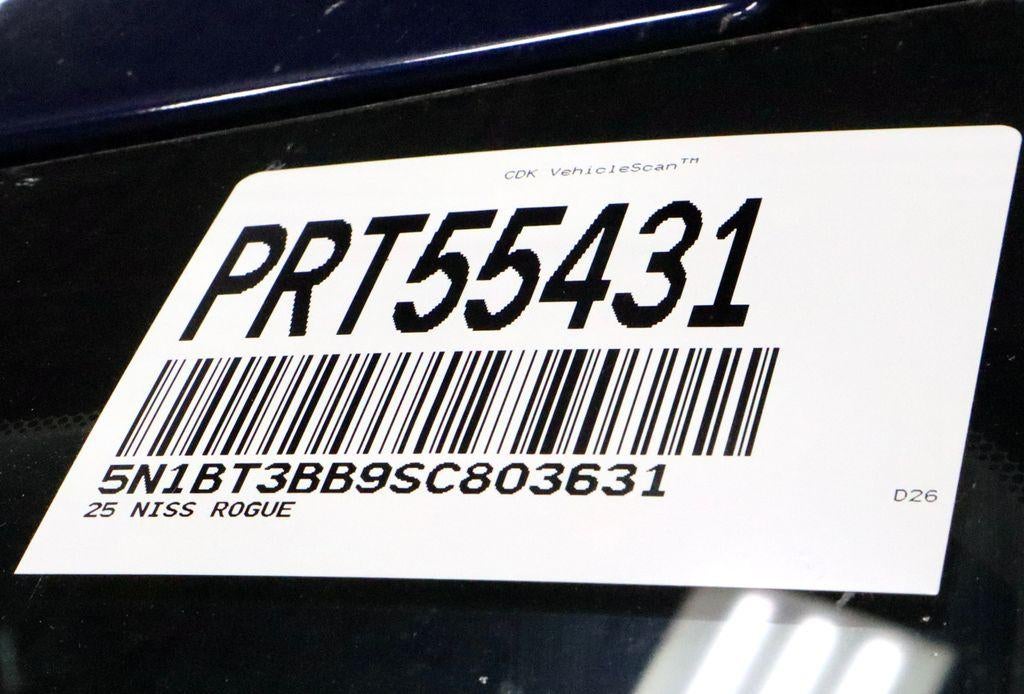 CDK VehicleScan™
PRT55431
5N1BT3BB9SC803631
25 NISS ROGUE
D26